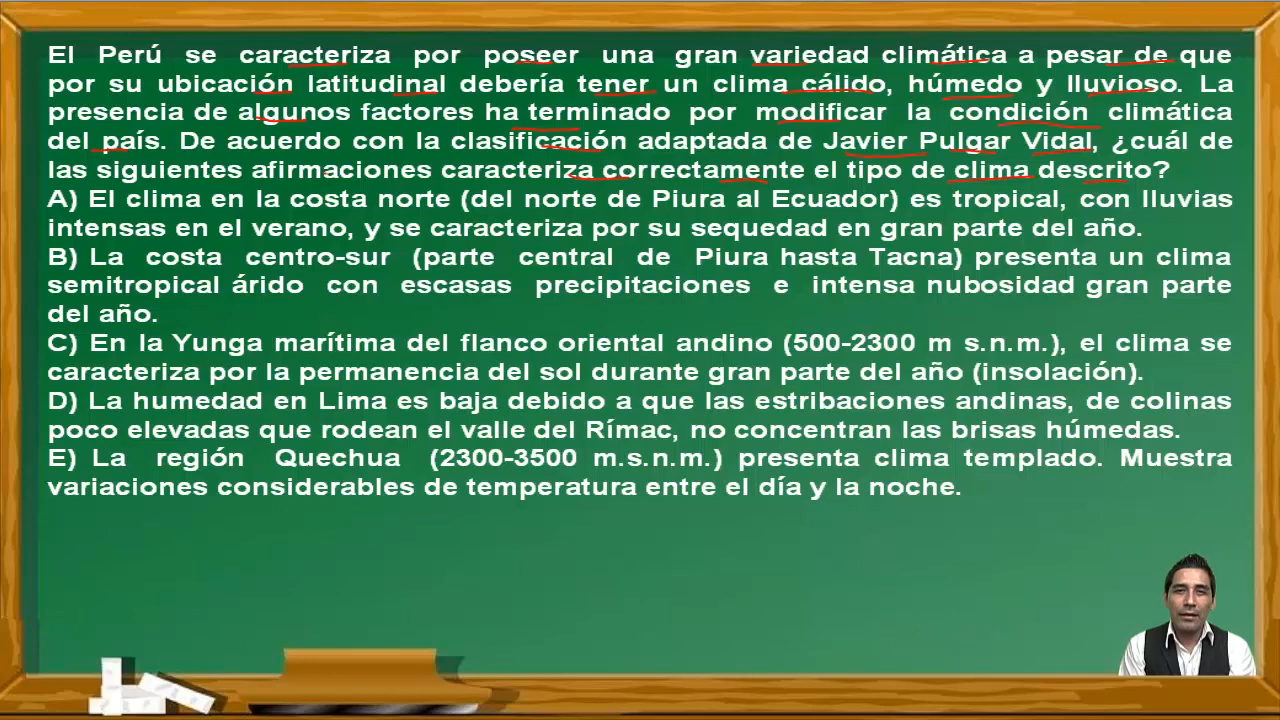 El Perú se caracteriza por poseer una gran variedad climática a pesar de que
por su ubicación latitudinal debería tener un clima cálido, húmedo y lluvioso. La
presencia de algunos factores ha terminado por modificar la condición climática
del país. De acuerdo con la clasificación adaptada de Javier Pulgar Vidal, ¿cuál de
las siguientes afirmaciones caracteriza correctamente el tipo de clima descrito?
A) El clima en la costa norte (del norte de Piura al Ecuador) es tropical, con lluvias
intensas en el verano, y se caracteriza por su sequedad en gran parte del año.
B) La costa centro-sur (parte central de Piura hasta Tacna) presenta un clima
semitropical árido con escasas precipitaciones e intensa nubosidad gran parte
del año.
C) En la Yunga marítima del flanco oriental andino (500-2300 m s.n.m.), el clima se
caracteriza por la permanencia del sol durante gran parte del año (insolación).
D) La humedad en Lima es baja debido a que las estribaciones andinas, de colinas
poco elevadas que rodean el valle del Rímac, no concentran las brisas húmedas.
E) La región Quechua (2300-3500 m.s.n.m.) presenta clima templado. Muestra
variaciones considerables de temperatura entre el día y la noche.